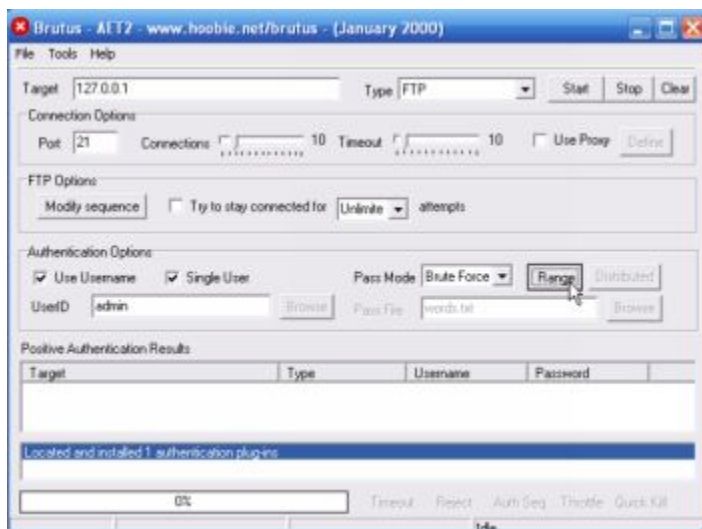 Brutus - AET2 - www.hoobie.net/brutus - (January 2000)
File Tools Help
Target 127.0.0.1 Type FTP Start Stop Clear
Connection Options
Port 21 Connections 10 Timeout 10 Use Proxy Define
FTP Options
Modify sequence Try to stay connected for Unlimite attempts
Authentication Options
Use Username Single User Pass Mode Brute Force Range Distributed
UserID admin Browse Pass File words.txt Browse
Positive Authentication Results
Target Type Username Password
Located and installed 1 authentication plug-ins
0% Timeout Reject Auth Seq Throttle Quick Kill
Idle